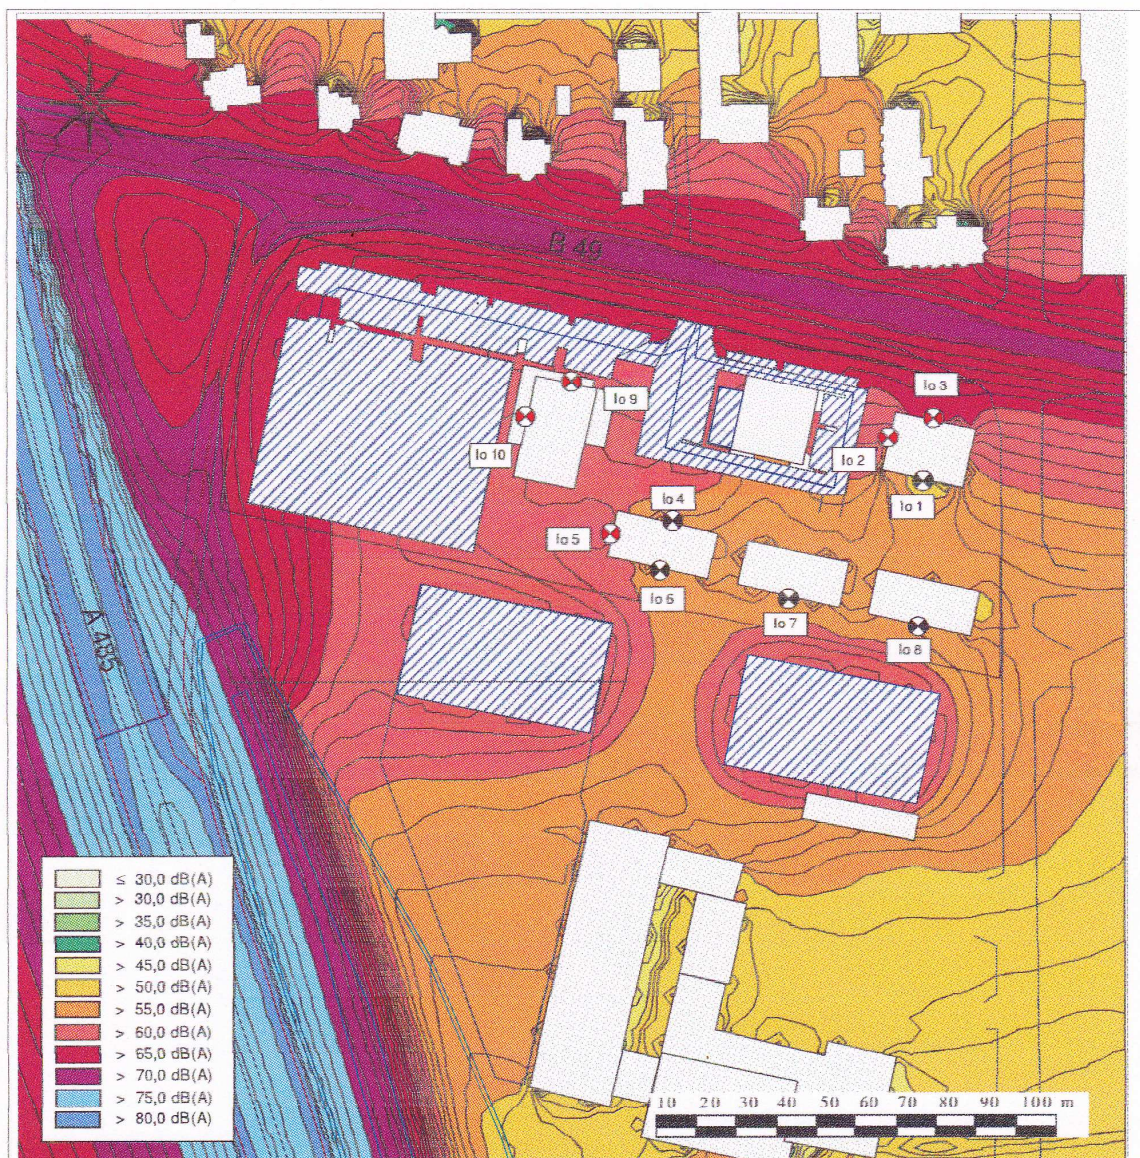 B 49
Io 3
Io 9
Io 2
Io 10
Io 1
Io 4
Io 5
Io 6
Io 7
Io 8
A 485
≤ 30,0 dB(A)
> 30,0 dB(A)
> 35,0 dB(A)
> 40,0 dB(A)
> 45,0 dB(A)
> 50,0 dB(A)
> 55,0 dB(A)
> 60,0 dB(A)
> 65,0 dB(A)
> 70,0 dB(A)
> 75,0 dB(A)
> 80,0 dB(A)
10 20 30 40 50 60 70 80 90 100 m